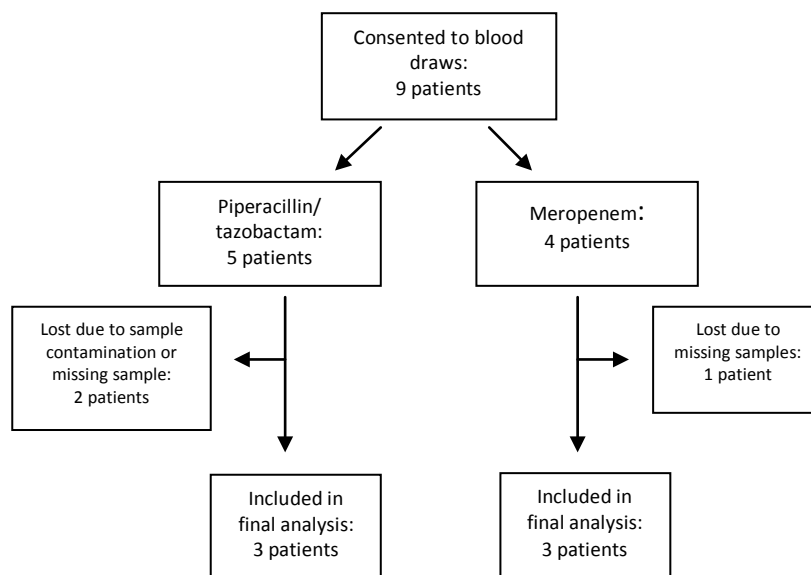 Consented to blood
draws:
9 patients
Piperacillin/
tazobactam:
5 patients
Meropenem:
4 patients
Lost due to sample
contamination or
missing sample:
2 patients
Lost due to
missing samples:
1 patient
Included in
final analysis:
3 patients
Included in
final analysis:
3 patients